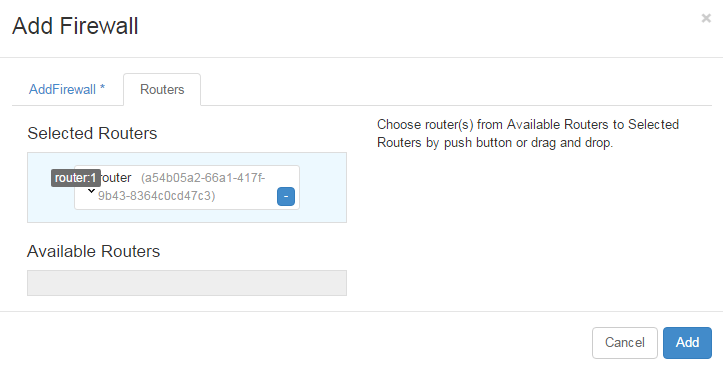 Add Firewall
×
AddFirewall *
Routers
Selected Routers
router:1 router (a54b05a2-66a1-417f-
9b43-8364c0cd47c3)
-
Available Routers
Choose router(s) from Available Routers to Selected
Routers by push button or drag and drop.
Cancel
Add